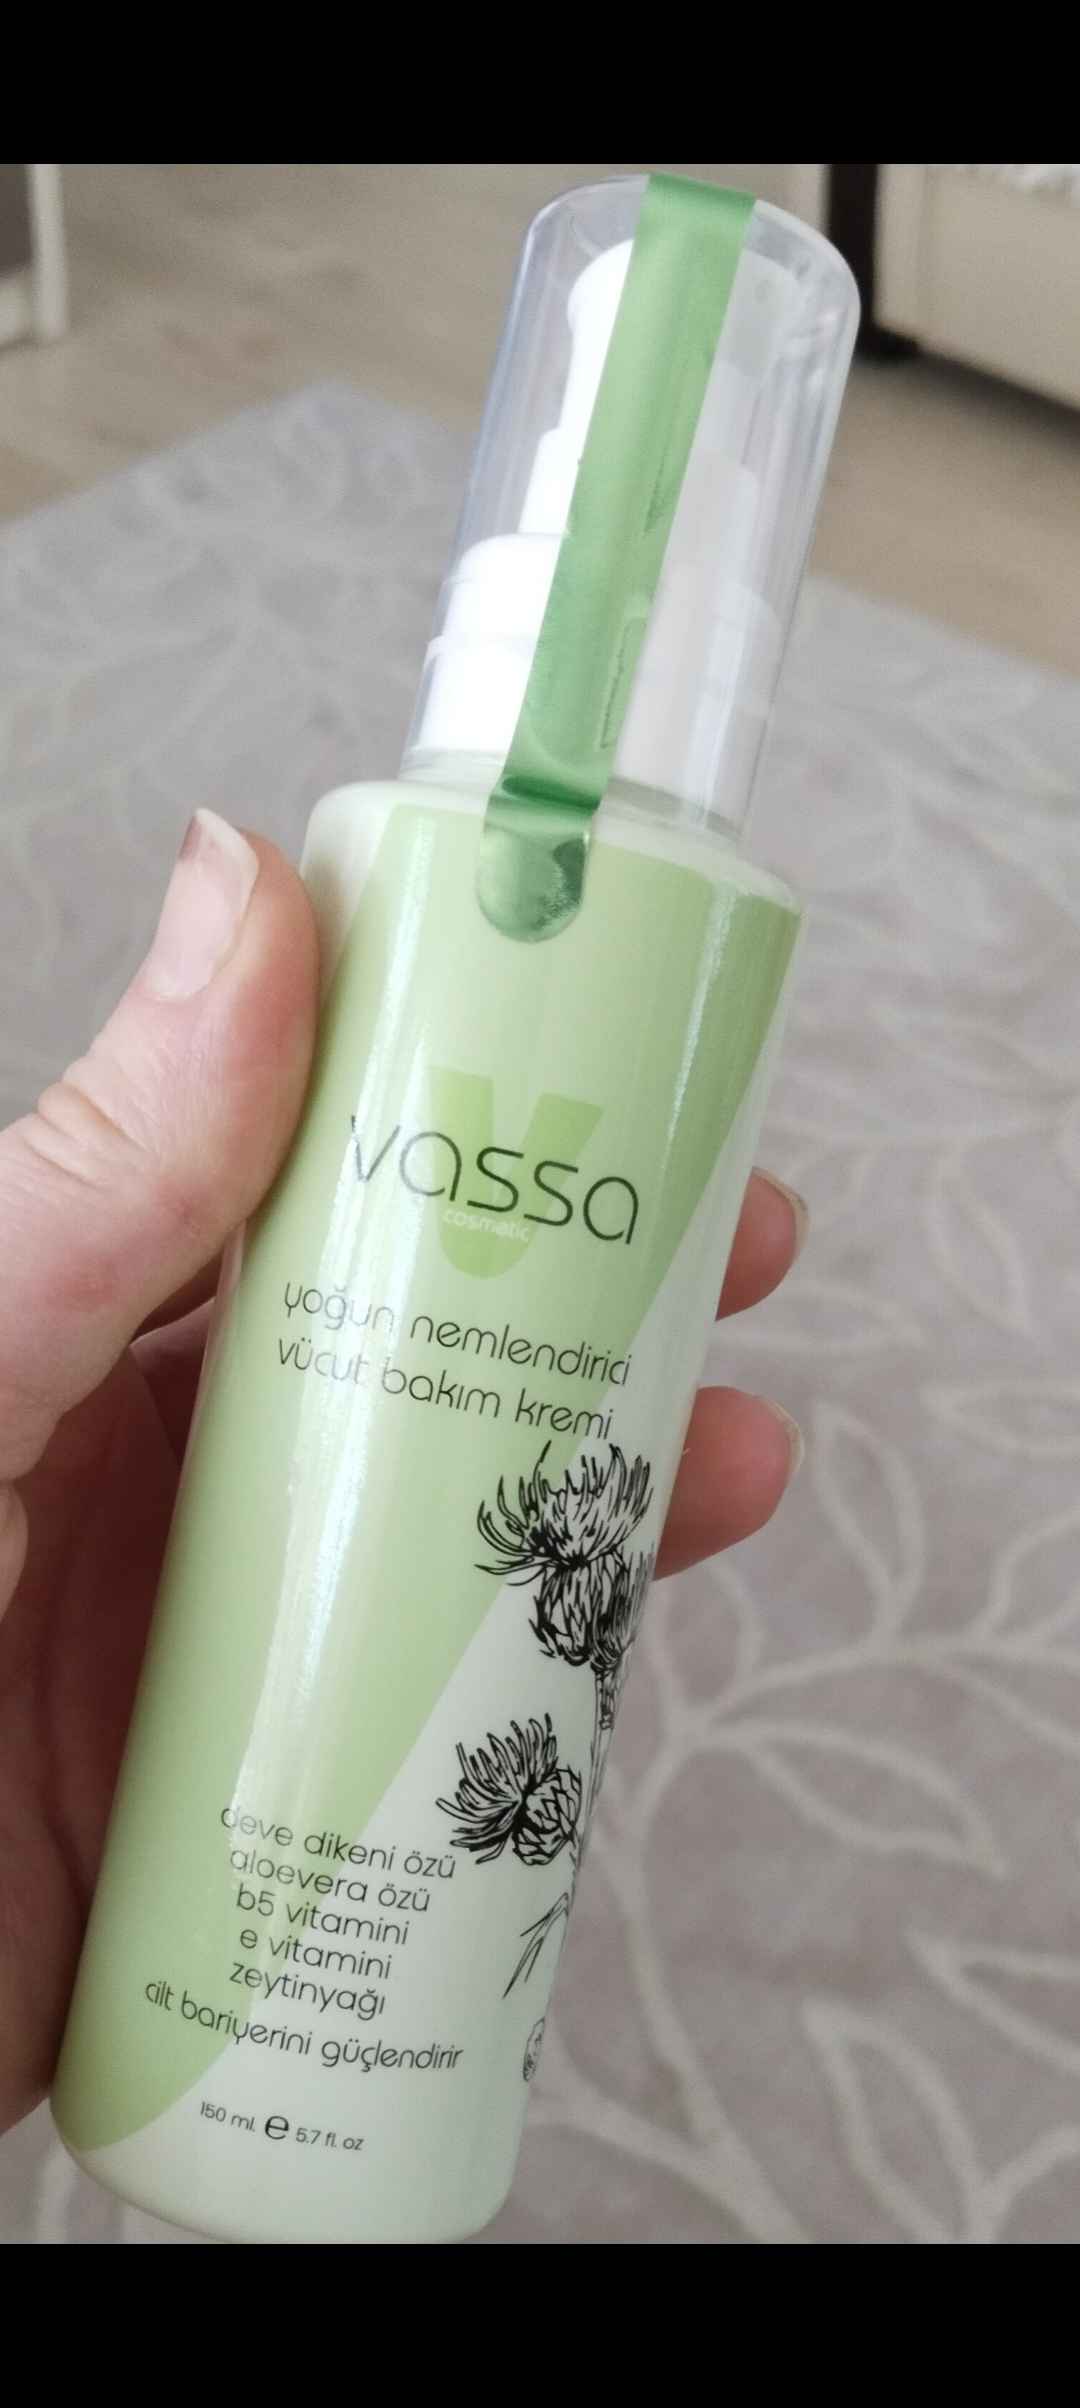 vassa
cosmetic
yoğun nemlendirici
vücut bakım kremi
deve dikeni özü
aloevera özü
b5 vitamini
e vitamini
zeytinyağı
cilt bariyerini güçlendirir
150 ml. e 5.7 fl. oz